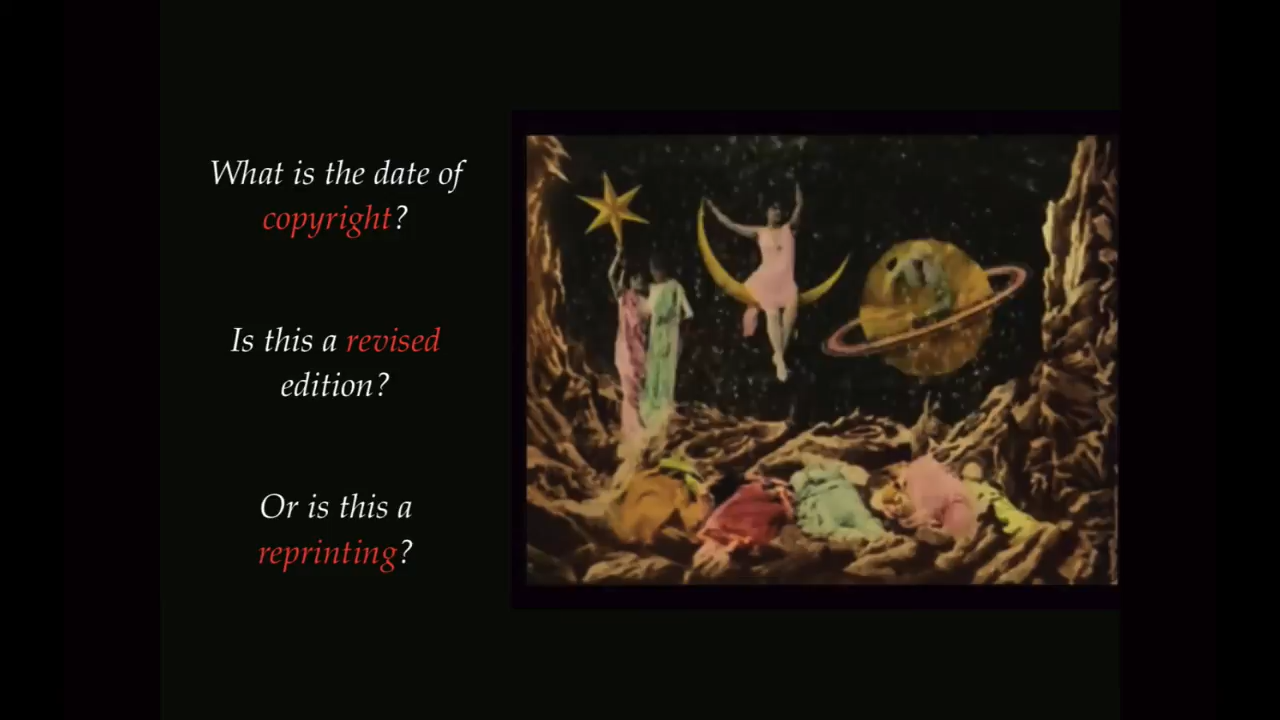 What is the date of
copyright?
Is this a revised
edition?
Or is this a
reprinting?